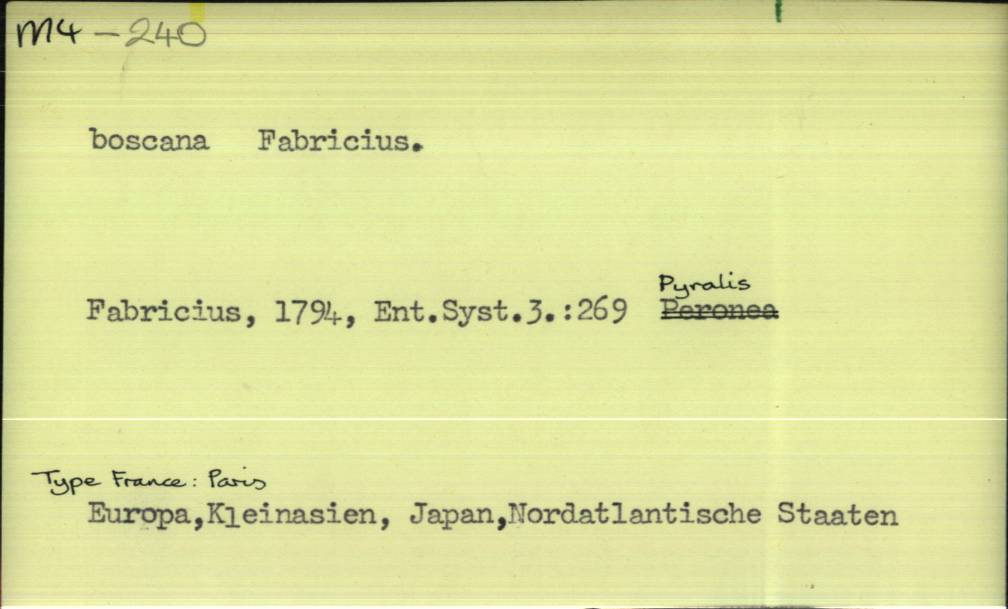 M4 - 240
boscana Fabricius.
Pyralis
Fabricius, 1794, Ent.Syst.3.:269 Peronea
Type France: Paris
Europa,Kleinasien, Japan,Nordatlantische Staaten